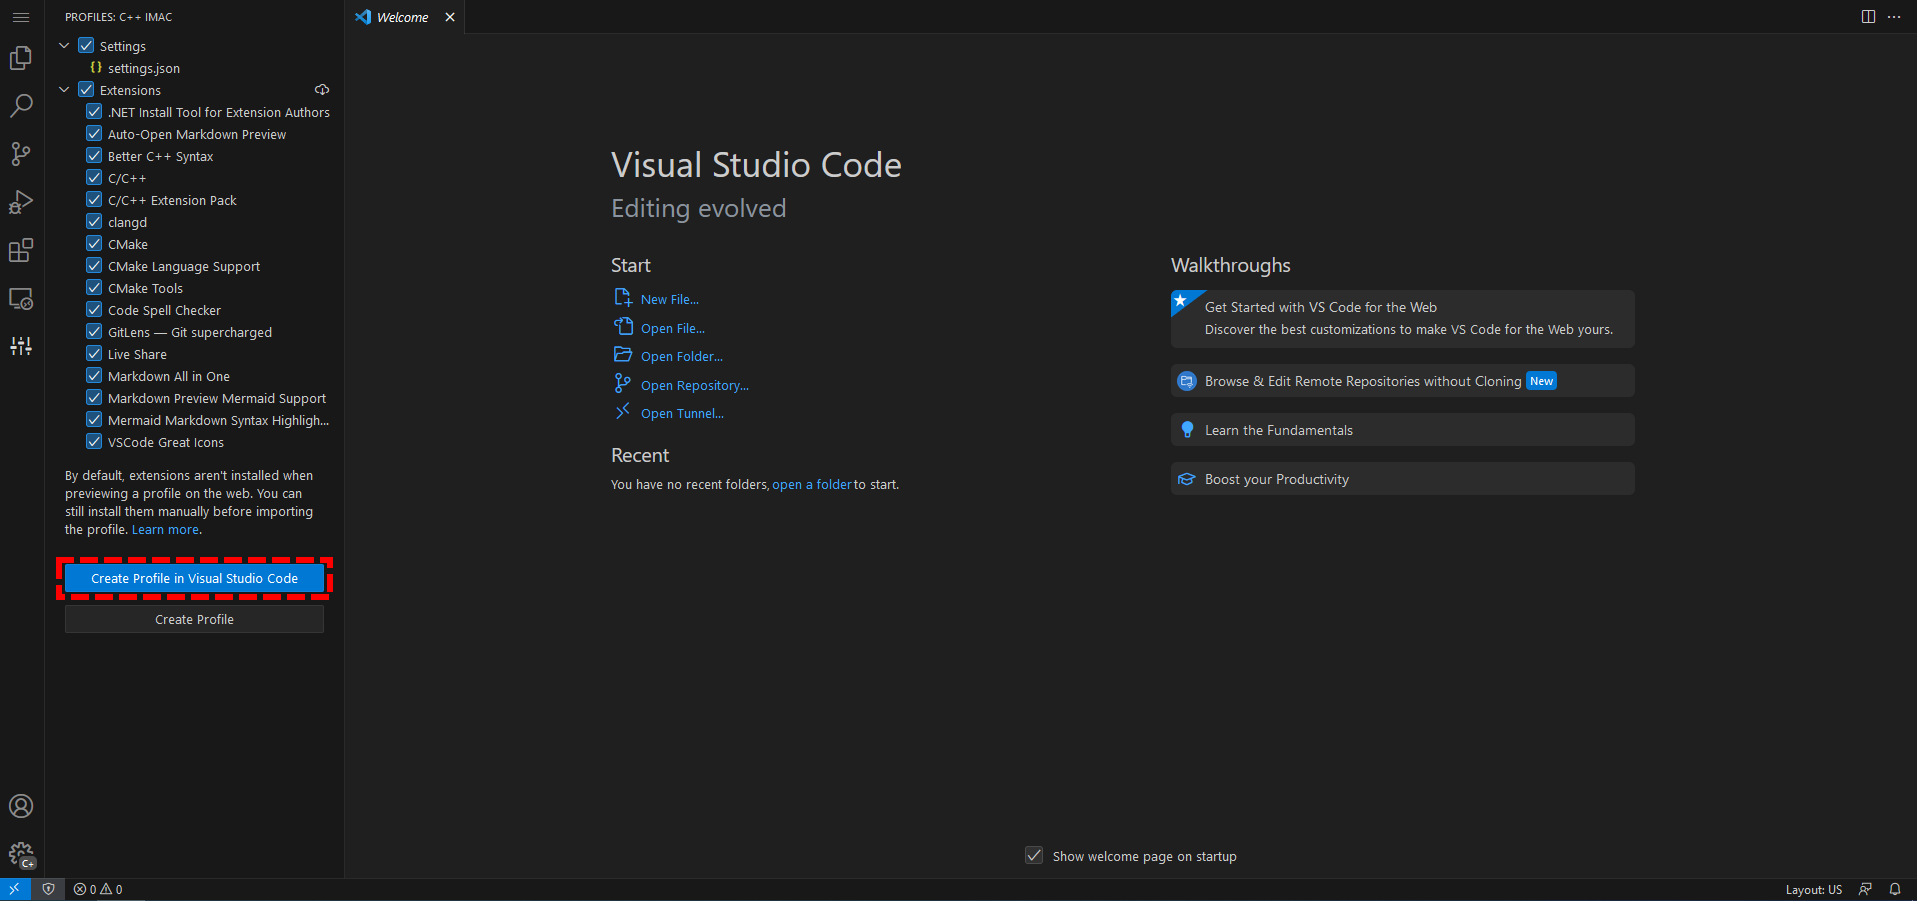 PROFILES: C++ IMAC
Settings
{} settings.json
Extensions
.NET Install Tool for Extension Authors
Auto-Open Markdown Preview
Better C++ Syntax
C/C++
C/C++ Extension Pack
clangd
CMake
CMake Language Support
CMake Tools
Code Spell Checker
GitLens — Git supercharged
Live Share
Markdown All in One
Markdown Preview Mermaid Support
Mermaid Markdown Syntax Highligh...
VSCode Great Icons
By default, extensions aren't installed when
previewing a profile on the web. You can
still install them manually before importing
the profile. Learn more.
Create Profile in Visual Studio Code
Create Profile
C+
Welcome
Visual Studio Code
Editing evolved
Start
New File...
Open File...
Open Folder...
Open Repository...
Open Tunnel...
Recent
You have no recent folders, open a folder to start.
Walkthroughs
Get Started with VS Code for the Web
Discover the best customizations to make VS Code for the Web yours.
Browse & Edit Remote Repositories without Cloning New
Learn the Fundamentals
Boost your Productivity
Show welcome page on startup
0 0
Layout: US